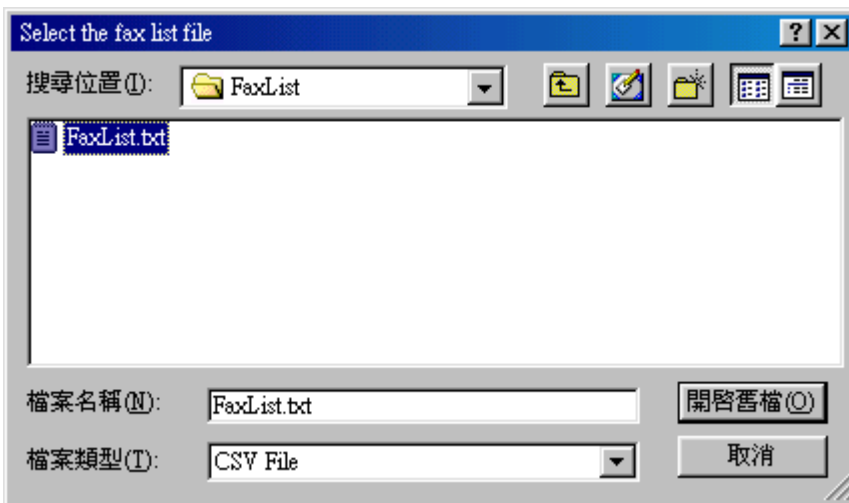 Select the fax list file
搜尋位置(I): FaxList
FaxList.txt
檔案名稱(N): FaxList.txt 開啓舊檔(O)
檔案類型(T): CSV File 取消